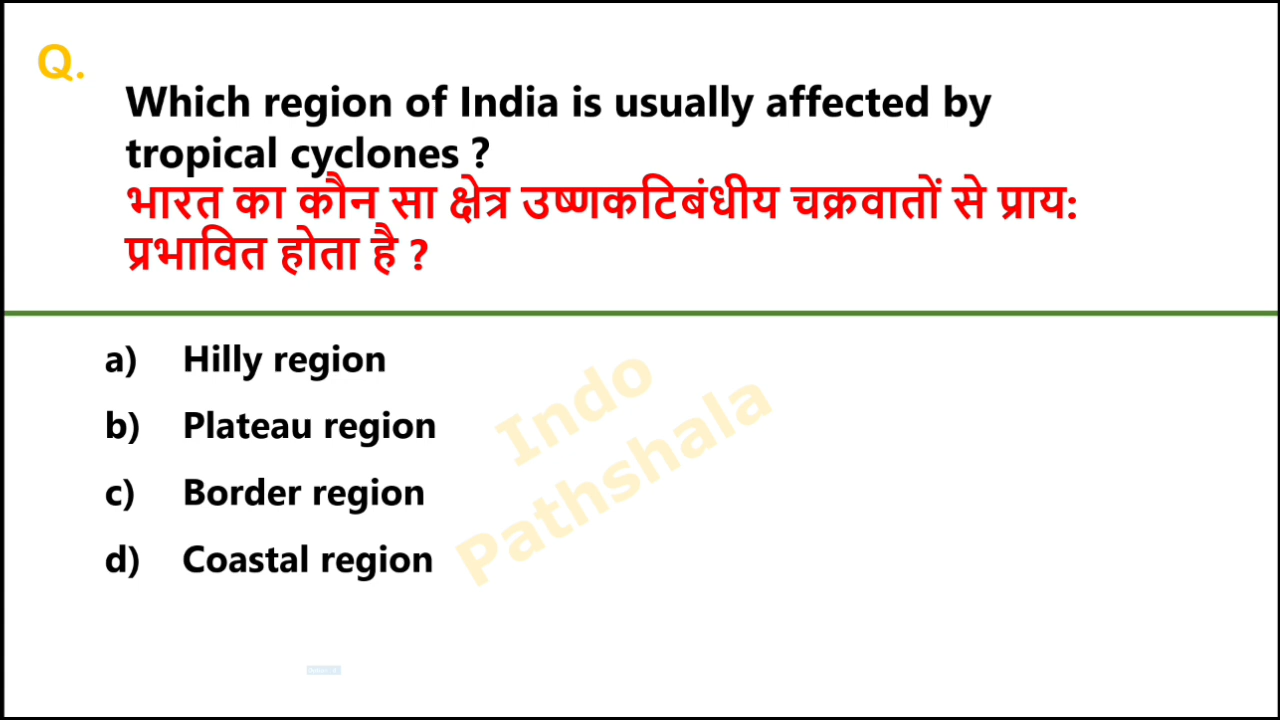 Q.
Which region of India is usually affected by
tropical cyclones ?
भारत का कौन सा क्षेत्र उष्णकटिबंधीय चक्रवातों से प्राय:
प्रभावित होता है ?
a) Hilly region
b) Plateau region
c) Border region
d) Coastal region
Indo
Pathshala